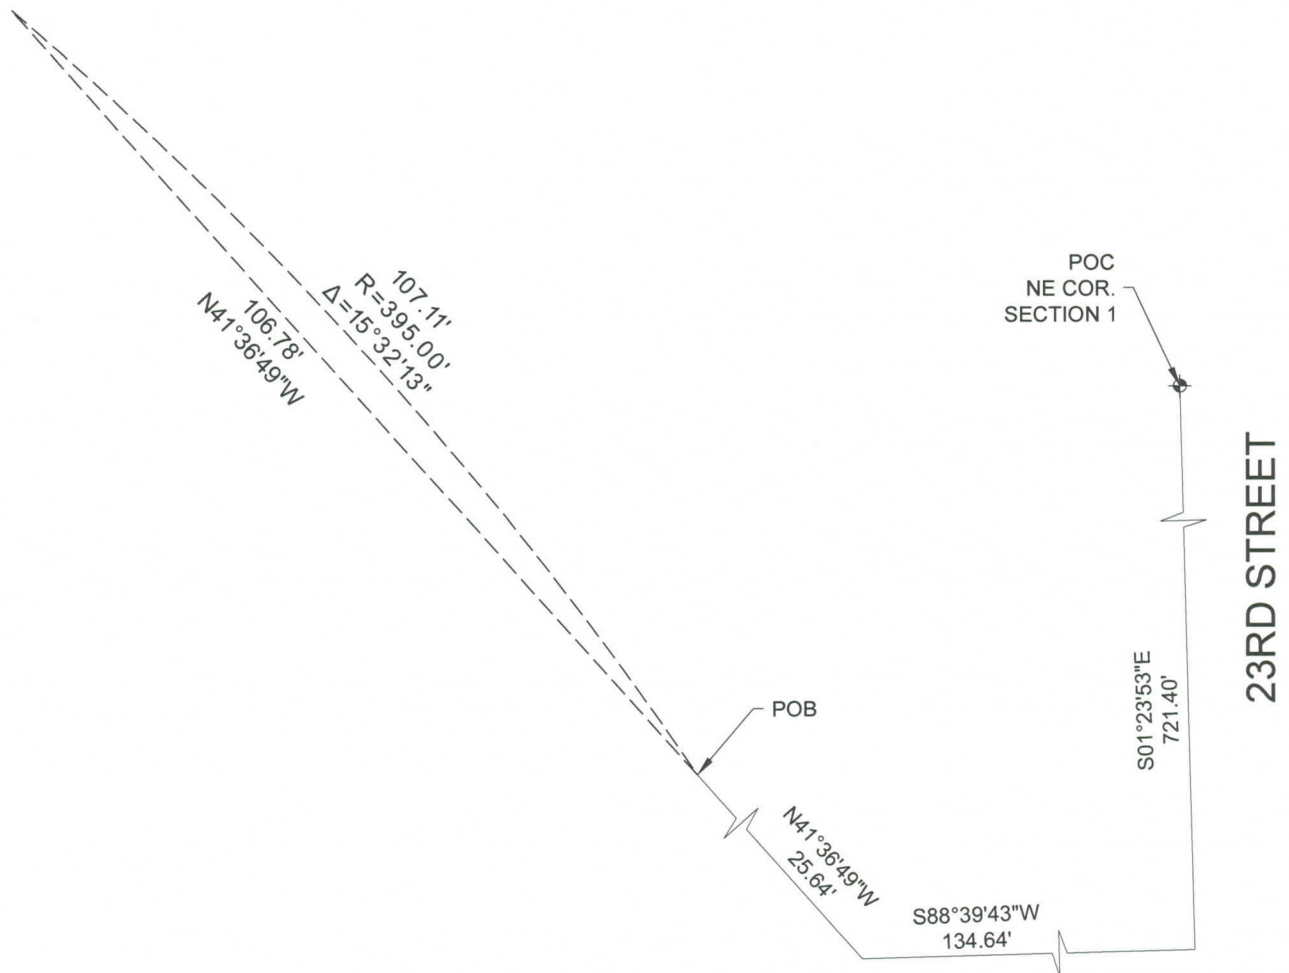 107.11'
R=395.00'
Δ=15°32'13"
106.78'
N41°36'49"W
POC
NE COR.
SECTION 1
23RD STREET
S01°23'53"E
721.40'
POB
N41°36'49"W
25.64'
S88°39'43"W
134.64'